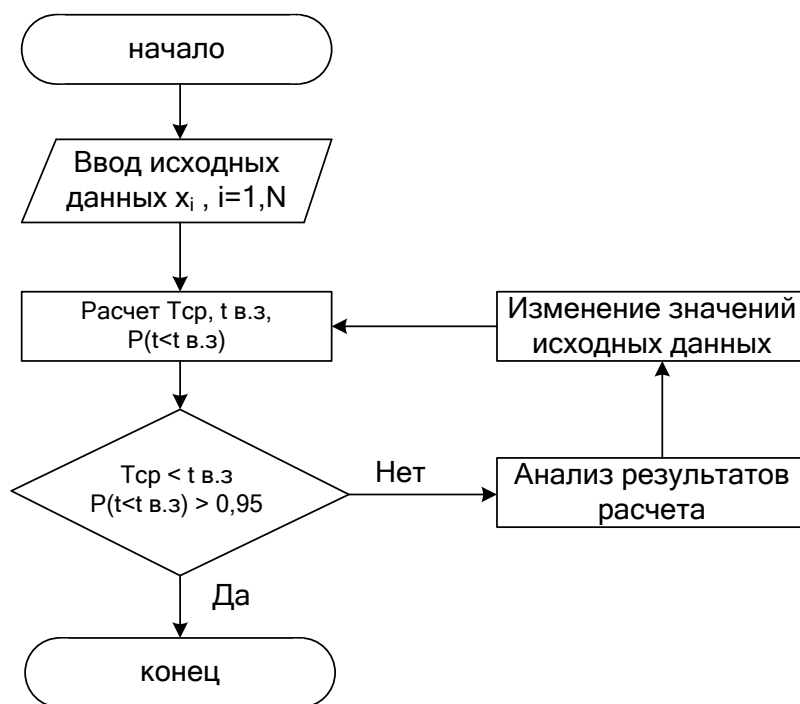 начало
Ввод исходных
данных xᵢ , i=1,N
Расчет Тср, t в.з,
P(t<t в.з)
Изменение значений
исходных данных
Тср < t в.з
P(t<t в.з) > 0,95
Нет
Анализ результатов
расчета
Да
конец